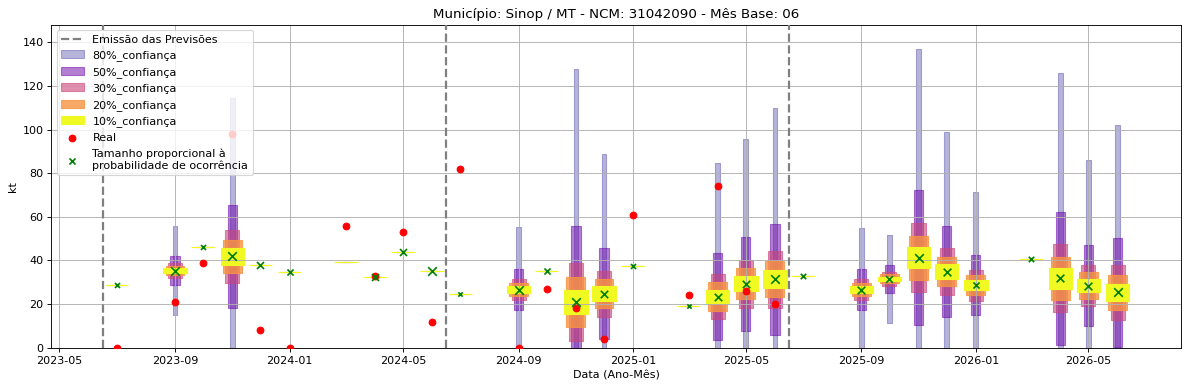 Município: Sinop / MT - NCM: 31042090 - Mês Base: 06
Emissão das Previsões
80%_confiança
50%_confiança
30%_confiança
20%_confiança
10%_confiança
Real
Tamanho proporcional à
probabilidade de ocorrência
kt
140
120
100
80
60
40
20
0
2023-05
2023-09
2024-01
2024-05
2024-09
2025-01
2025-05
2025-09
2026-01
2026-05
Data (Ano-Mês)